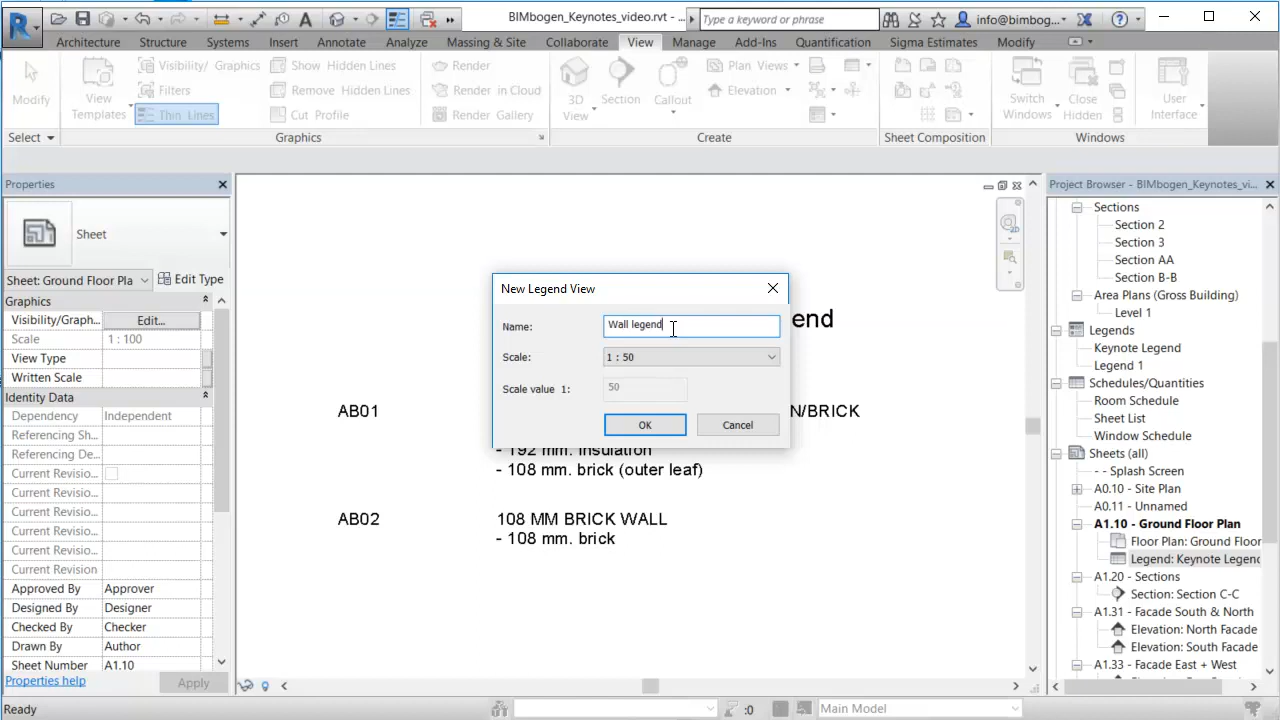 R
BIMbogen_Keynotes_video.rvt - ...
Type a keyword or phrase
info@bimbog...
Architecture
Structure
Systems
Insert
Annotate
Analyze
Massing & Site
Collaborate
View
Manage
Add-Ins
Quantification
Sigma Estimates
Modify
Modify
View
Templates
Visibility/ Graphics
Filters
Thin Lines
Show Hidden Lines
Remove Hidden Lines
Cut Profile
Render
Render in Cloud
Render Gallery
3D
View
Section
Callout
Plan Views
Elevation
Switch
Windows
Close
Hidden
User
Interface
Select
Graphics
Create
Sheet Composition
Windows
Properties
Sheet
Sheet: Ground Floor Pla
Edit Type
Graphics
Visibility/Graph... Edit...
Scale 1 : 100
View Type
Written Scale
Identity Data
Dependency Independent
Referencing Sh...
Referencing De...
Current Revisio...
Current Revisio...
Current Revisio...
Current Revisio...
Current Revisio...
Current Revision
Approved By Approver
Designed By Designer
Checked By Checker
Drawn By Author
Sheet Number A1.10
Properties help
Apply
end
AB01
N/BRICK
- 192 mm. insulation
- 108 mm. brick (outer leaf)
AB02 108 MM BRICK WALL
- 108 mm. brick
New Legend View
Name: Wall legend
Scale: 1 : 50
Scale value 1: 50
OK
Cancel
Project Browser - BIMbogen_Keynotes_vi...
Sections
Section 2
Section 3
Section AA
Section B-B
Area Plans (Gross Building)
Level 1
Legends
Keynote Legend
Legend 1
Schedules/Quantities
Room Schedule
Sheet List
Window Schedule
Sheets (all)
- - Splash Screen
A0.10 - Site Plan
A0.11 - Unnamed
A1.10 - Ground Floor Plan
Floor Plan: Ground Floor
Legend: Keynote Legend
A1.20 - Sections
Section: Section C-C
A1.31 - Facade South & North
Elevation: North Facade
Elevation: South Facade
A1.33 - Facade East + West
Ready
:0
Main Model